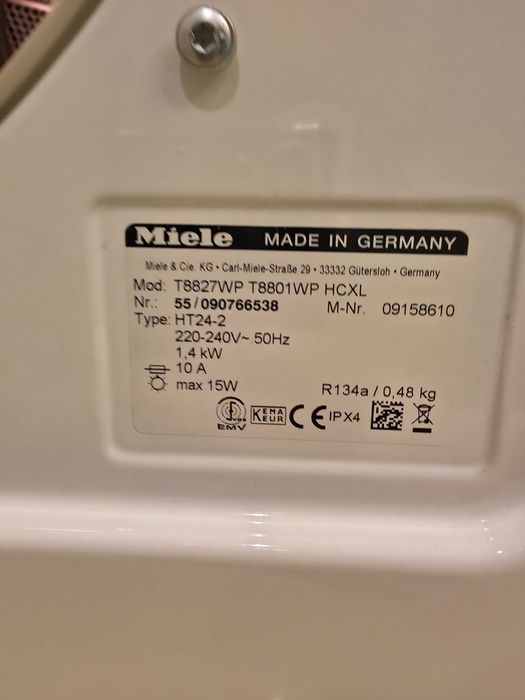 Miele MADE IN GERMANY
Miele & Cie. KG • Carl-Miele-Straße 29 • 33332 Gütersloh • Germany
Mod: T8827WP T8801WP HCXL
Nr.: 55/090766538 M-Nr. 09158610
Type: HT24-2
220-240V~ 50Hz
1,4 kW
10 A
max 15W R134a / 0,48 kg
EMV KEMA KEUR CE IPX4